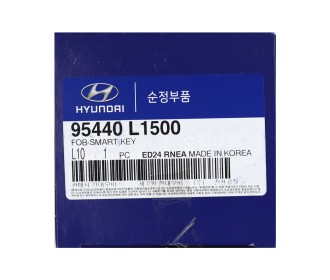 HYUNDAI 순정부품
95440 L1500
FOB-SMART KEY
L10 1 PC ED24 RNEA MADE IN KOREA